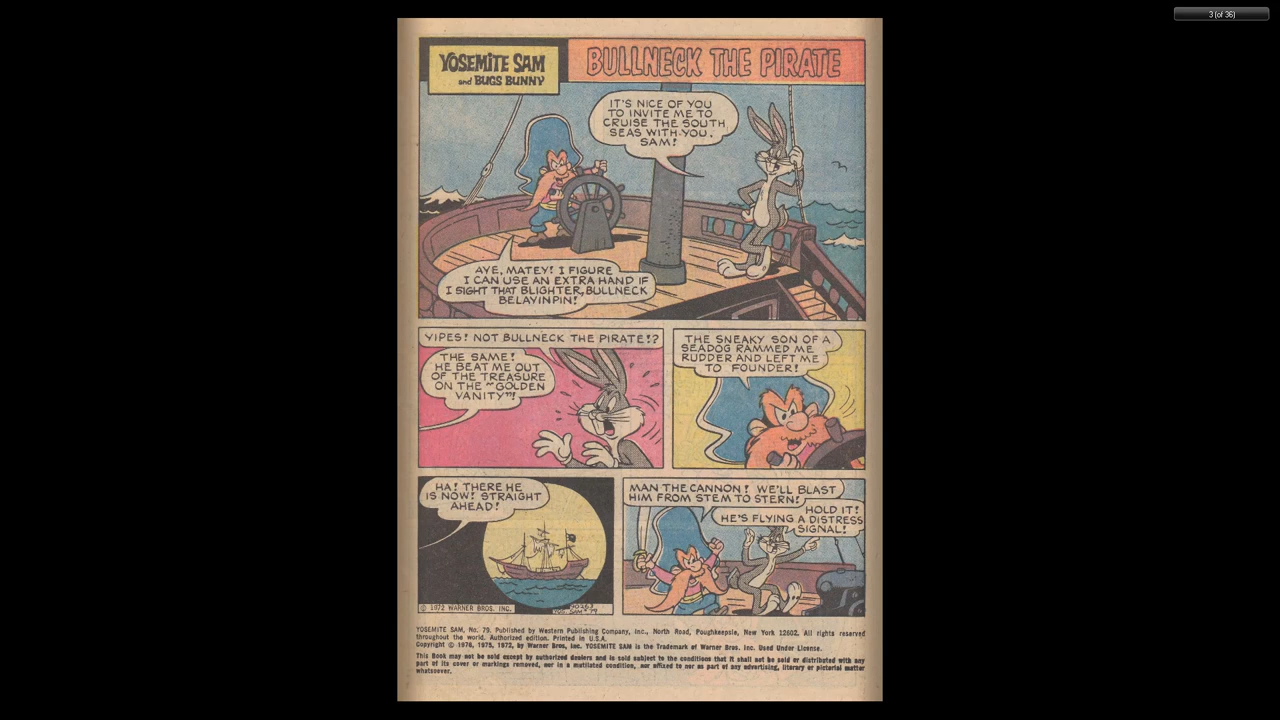 3 (of 36)
YOSEMITE SAM
and BUGS BUNNY
BULLNECK THE PIRATE
IT'S NICE OF YOU
TO INVITE ME TO
CRUISE THE SOUTH
SEAS WITH YOU,
SAM!
AYE, MATEY! I FIGURE
I CAN USE AN EXTRA HAND IF
I SIGHT THAT BLIGHTER, BULLNECK
BELAYINPIN!
YIPES! NOT BULLNECK THE PIRATE!?
THE SAME!
HE BEAT ME OUT
OF THE TREASURE
ON THE "GOLDEN
VANITY"!
THE SNEAKY SON OF A
SEADOG RAMMED ME
RUDDER AND LEFT ME
TO FOUNDER!
HA! THERE HE
IS NOW! STRAIGHT
AHEAD!
© 1972 WARNER BROS. INC.
MAN THE CANNON! WE'LL BLAST
HIM FROM STEM TO STERN!
HOLD IT!
HE'S FLYING A DISTRESS
SIGNAL!
YOSEMITE SAM, No. 79. Published by Western Publishing Company, Inc., North Road, Poughkeepsie, New York 12602. All rights reserved
throughout the world. Authorized edition. Printed in U.S.A.
Copyright © 1978, 1975, 1972, by Warner Bros. Inc. YOSEMITE SAM is the Trademark of Warner Bros. Inc. Used Under License.
This Book may not be sold except by authorized dealers and is sold subject to the conditions that it shall not be sold or distributed with any
part of its cover or markings removed, nor in a mutilated condition, nor affixed to nor as part of any advertising, literary or pictorial matter
whatsoever.